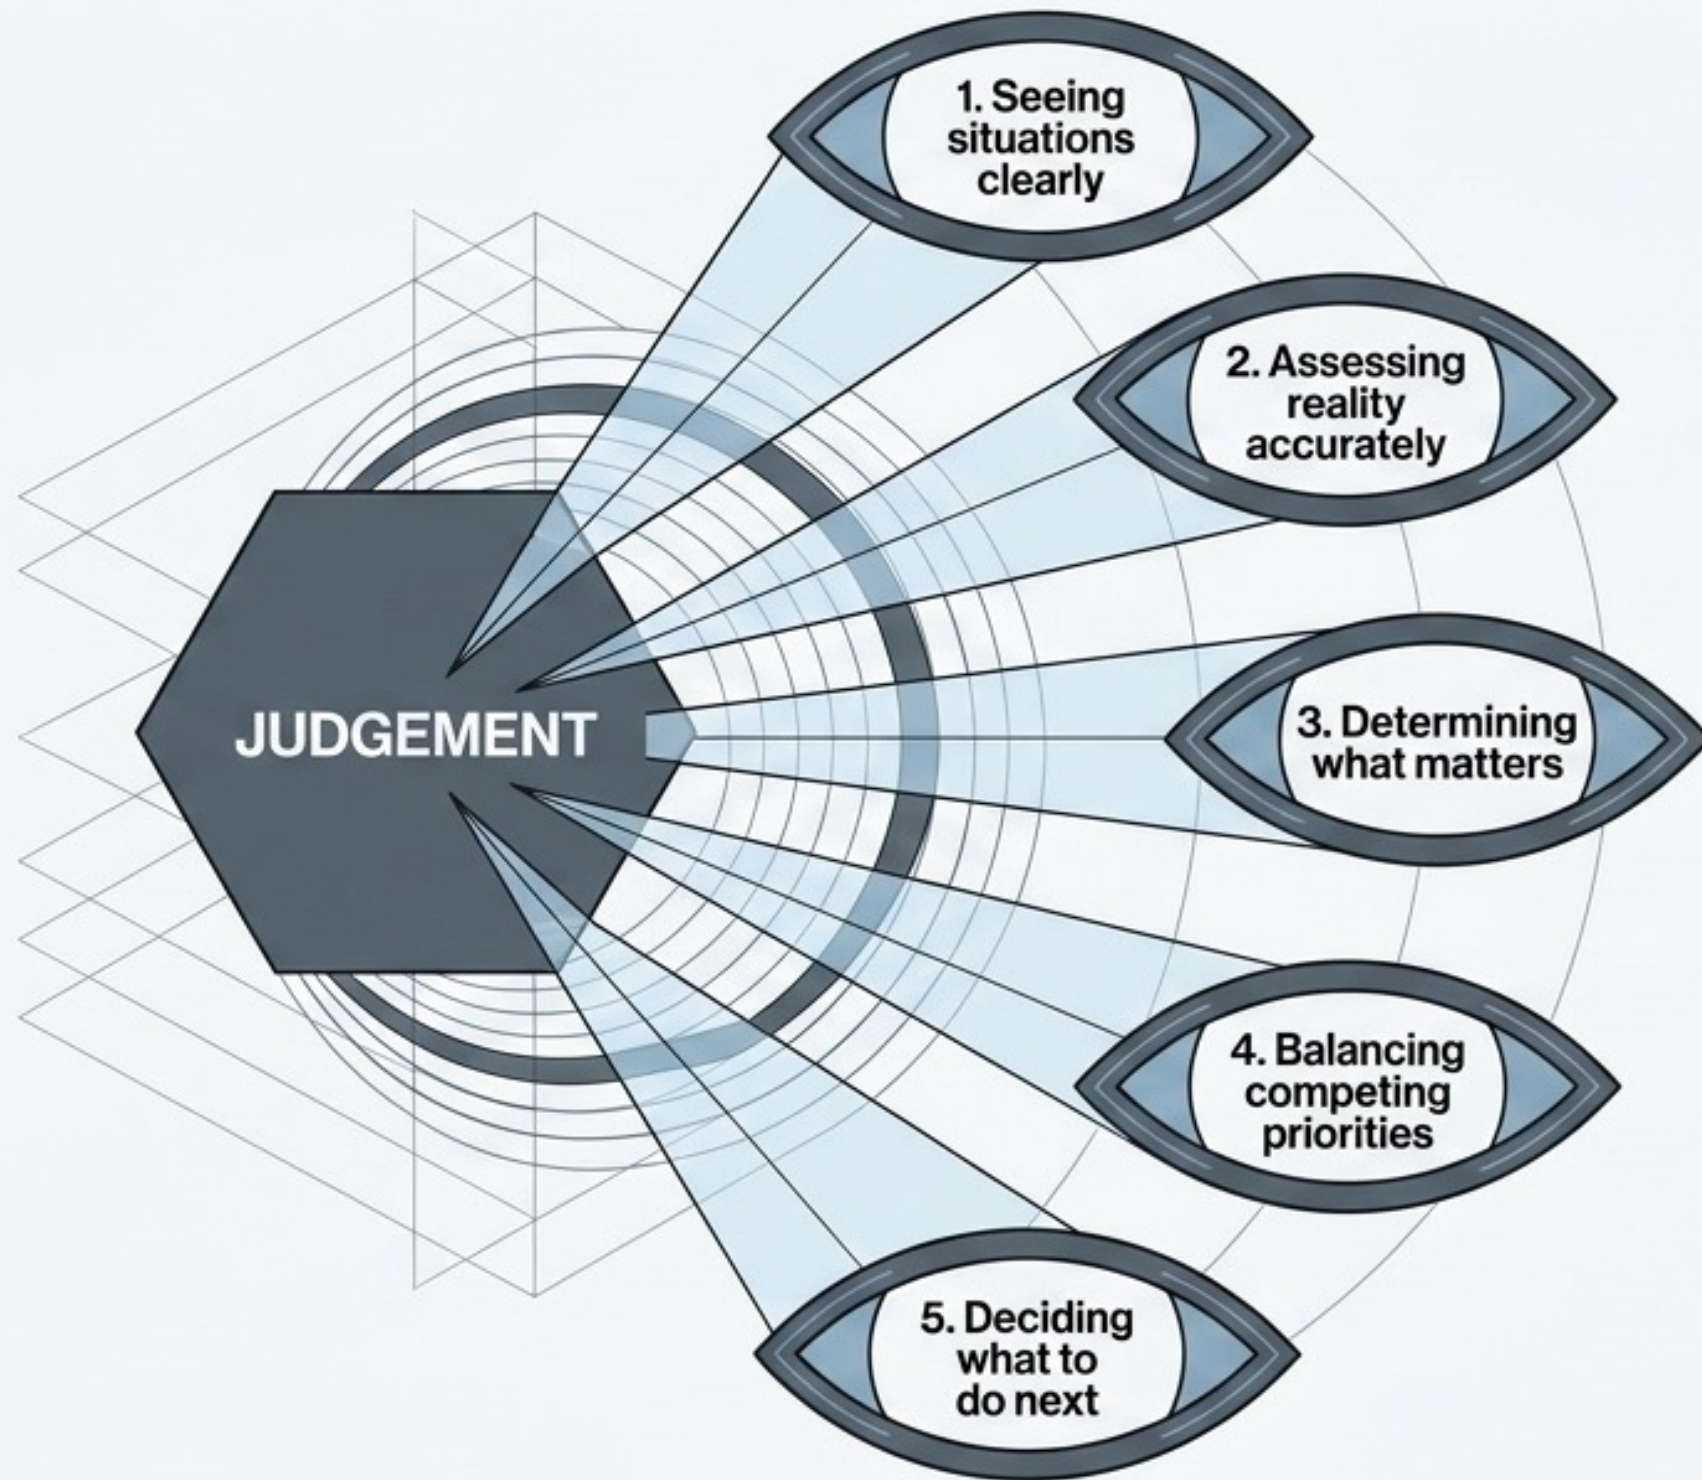 JUDGEMENT
1. Seeing
situations
clearly
2. Assessing
reality
accurately
3. Determining
what matters
4. Balancing
competing
priorities
5. Deciding
what to
do next